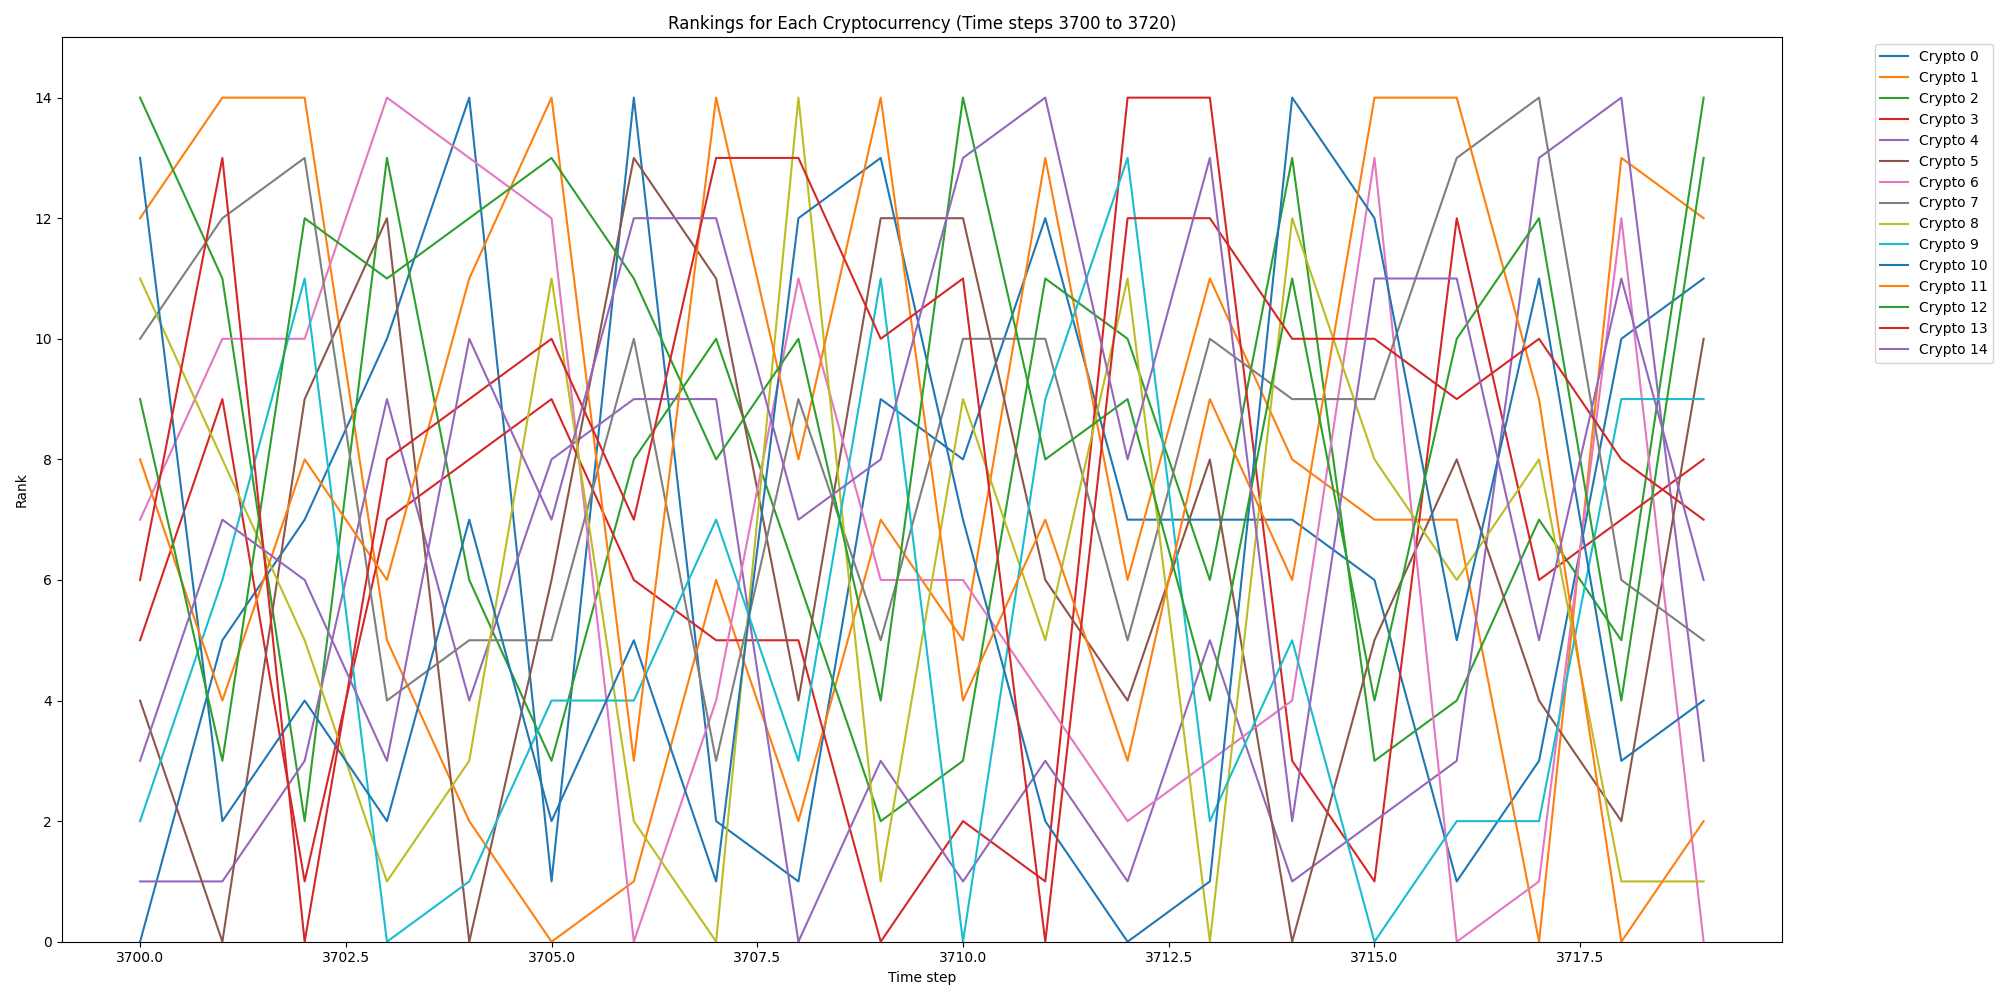 Rankings for Each Cryptocurrency (Time steps 3700 to 3720)
14
12
10
8
6
4
2
0
Rank
3700.0 3702.5 3705.0 3707.5 3710.0 3712.5 3715.0 3717.5
Time step
Crypto 0
Crypto 1
Crypto 2
Crypto 3
Crypto 4
Crypto 5
Crypto 6
Crypto 7
Crypto 8
Crypto 9
Crypto 10
Crypto 11
Crypto 12
Crypto 13
Crypto 14